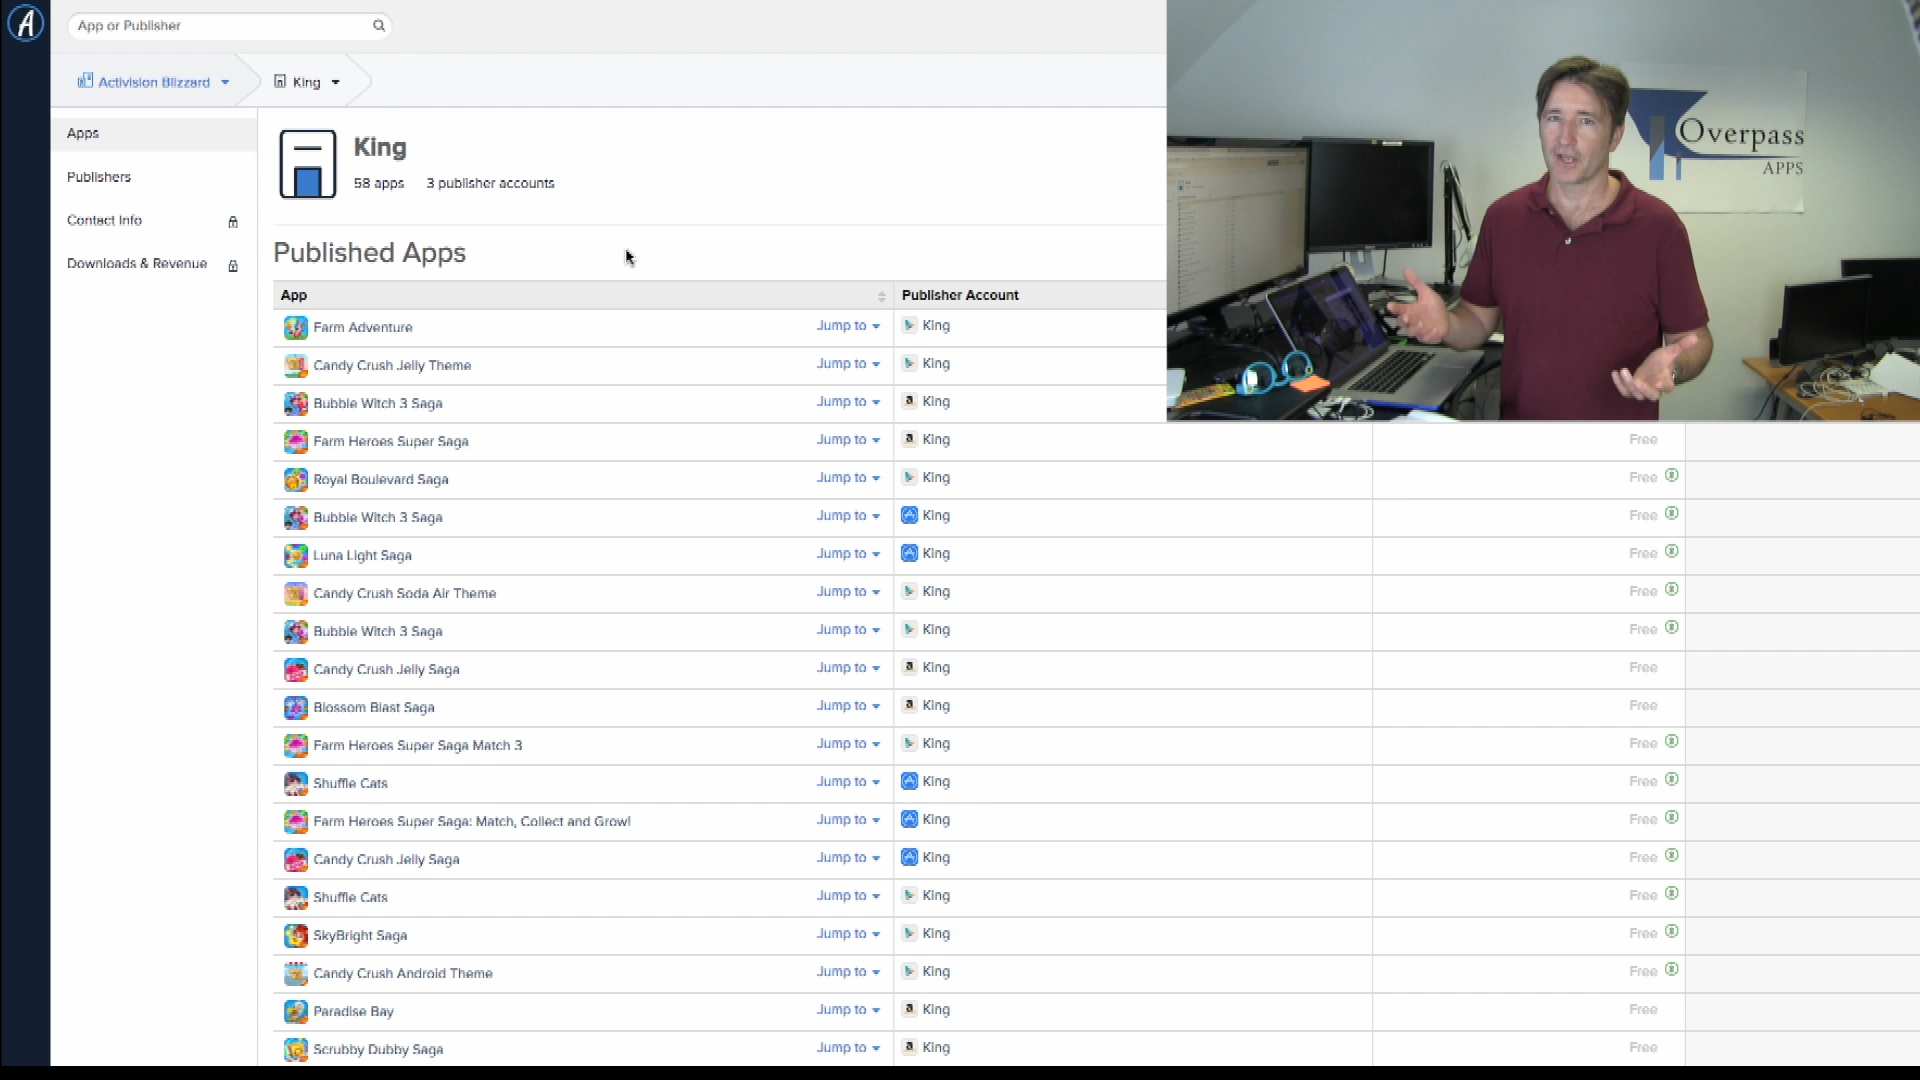 App or Publisher
Activision Blizzard
King
Apps
Publishers
Contact Info
Downloads & Revenue
King
58 apps 3 publisher accounts
Published Apps
App Publisher Account
Farm Adventure Jump to King
Candy Crush Jelly Theme Jump to King
Bubble Witch 3 Saga Jump to King
Farm Heroes Super Saga Jump to King Free
Royal Boulevard Saga Jump to King Free
Bubble Witch 3 Saga Jump to King Free
Luna Light Saga Jump to King Free
Candy Crush Soda Air Theme Jump to King Free
Bubble Witch 3 Saga Jump to King Free
Candy Crush Jelly Saga Jump to King Free
Blossom Blast Saga Jump to King Free
Farm Heroes Super Saga Match 3 Jump to King Free
Shuffle Cats Jump to King Free
Farm Heroes Super Saga: Match, Collect and Grow! Jump to King Free
Candy Crush Jelly Saga Jump to King Free
Shuffle Cats Jump to King Free
SkyBright Saga Jump to King Free
Candy Crush Android Theme Jump to King Free
Paradise Bay Jump to King Free
Scrubby Dubby Saga Jump to King Free
Overpass
APPS